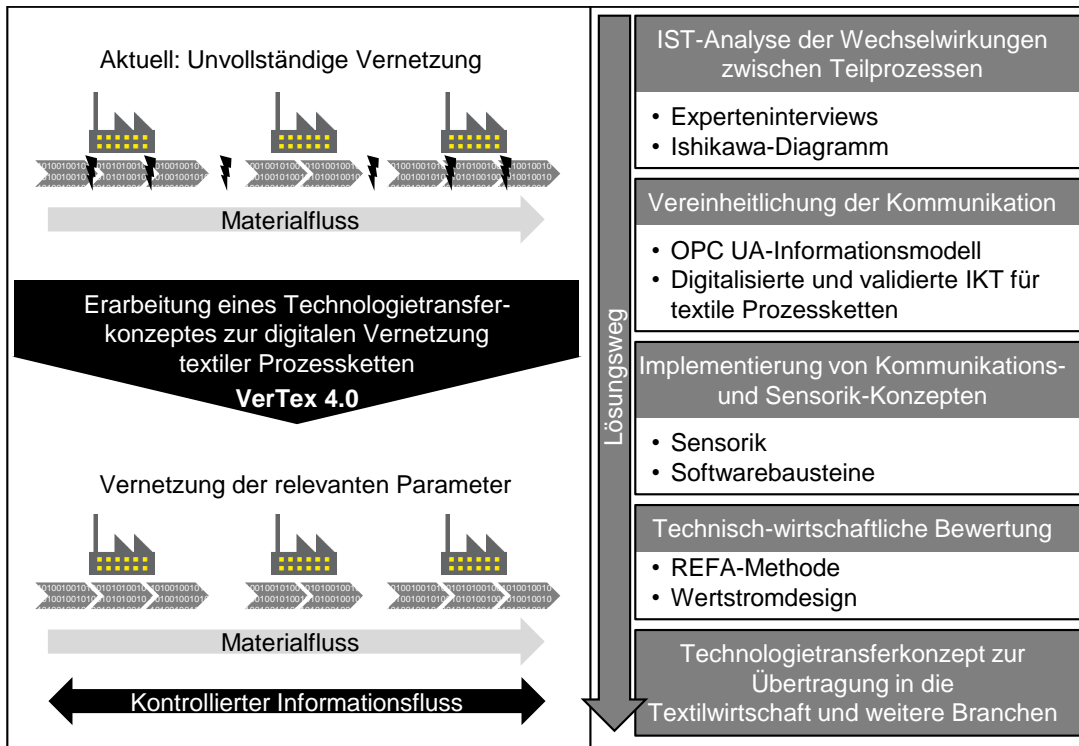 Aktuell: Unvollständige Vernetzung
Materialfluss
Erarbeitung eines Technologietransfer-
konzeptes zur digitalen Vernetzung
textiler Prozessketten
VerTex 4.0
Vernetzung der relevanten Parameter
Materialfluss
Kontrollierter Informationsfluss
Lösungsweg
IST-Analyse der Wechselwirkungen
zwischen Teilprozessen
• Experteninterviews
• Ishikawa-Diagramm
Vereinheitlichung der Kommunikation
• OPC UA-Informationsmodell
• Digitalisierte und validierte IKT für
textile Prozessketten
Implementierung von Kommunikations-
und Sensorik-Konzepten
• Sensorik
• Softwarebausteine
Technisch-wirtschaftliche Bewertung
• REFA-Methode
• Wertstromdesign
Technologietransferkonzept zur
Übertragung in die
Textilwirtschaft und weitere Branchen